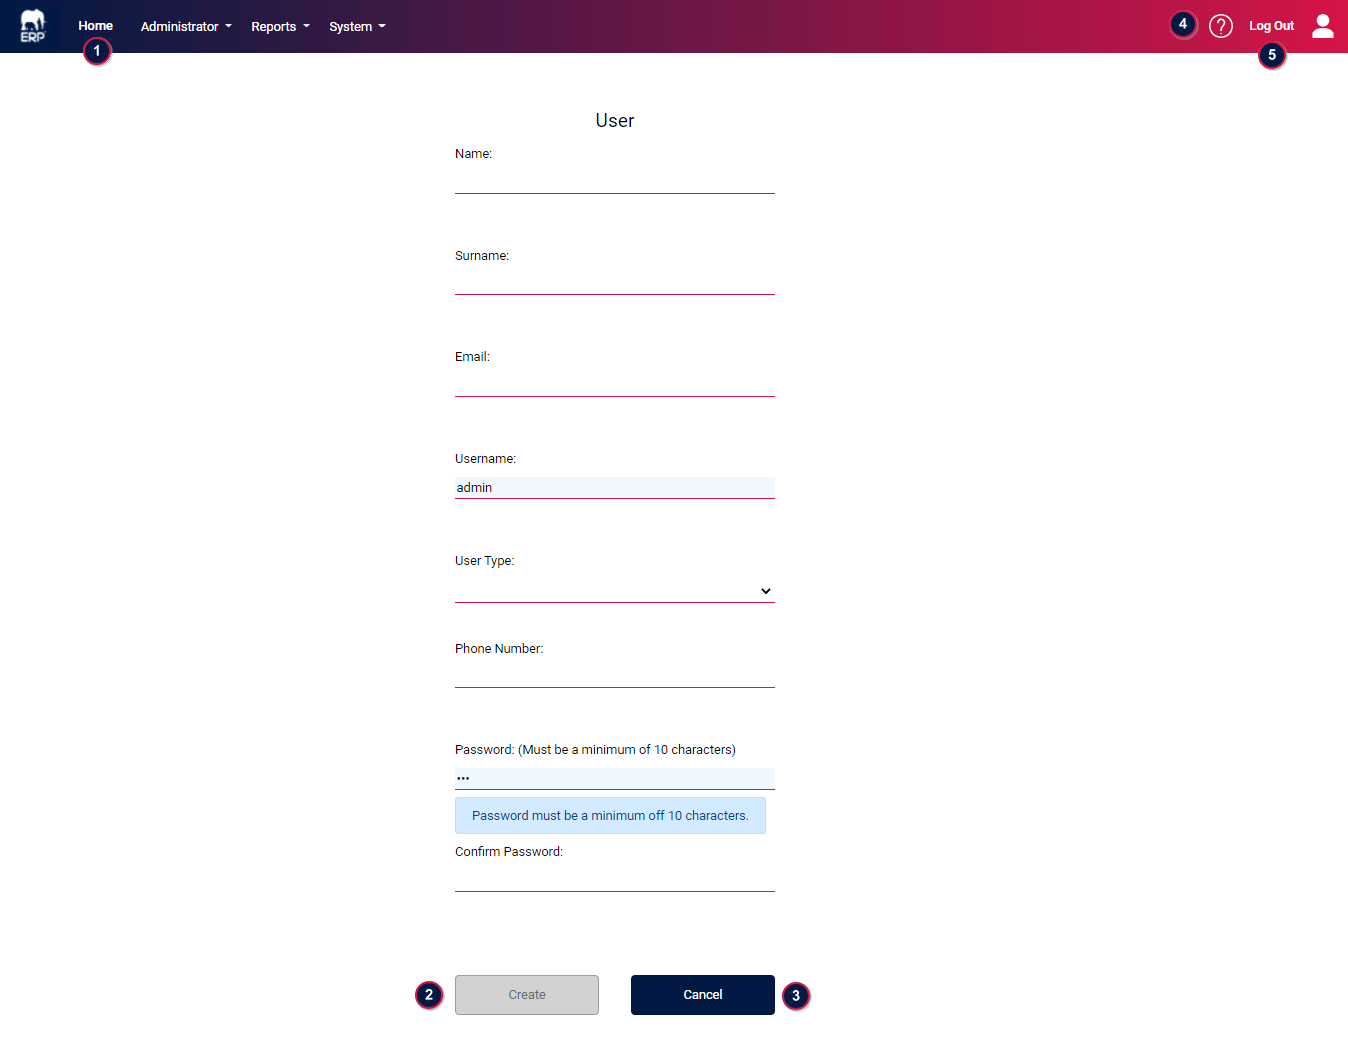 ERP
Home Administrator Reports System 4 ? Log Out
1 5
User
Name:
Surname:
Email:
Username:
admin
User Type:
Phone Number:
Password: (Must be a minimum of 10 characters)
•••
Password must be a minimum off 10 characters.
Confirm Password:
2 Create Cancel 3